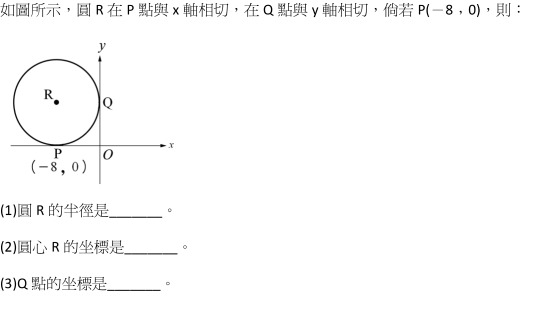 如圖所示，圓 R 在 P 點與 x 軸相切，在 Q 點與 y 軸相切，倘若 P(－8，0)，則：
y
R
Q
x
P
O
(－8，0)
(1)圓 R 的半徑是_______。
(2)圓心 R 的坐標是_______。
(3)Q 點的坐標是_______。